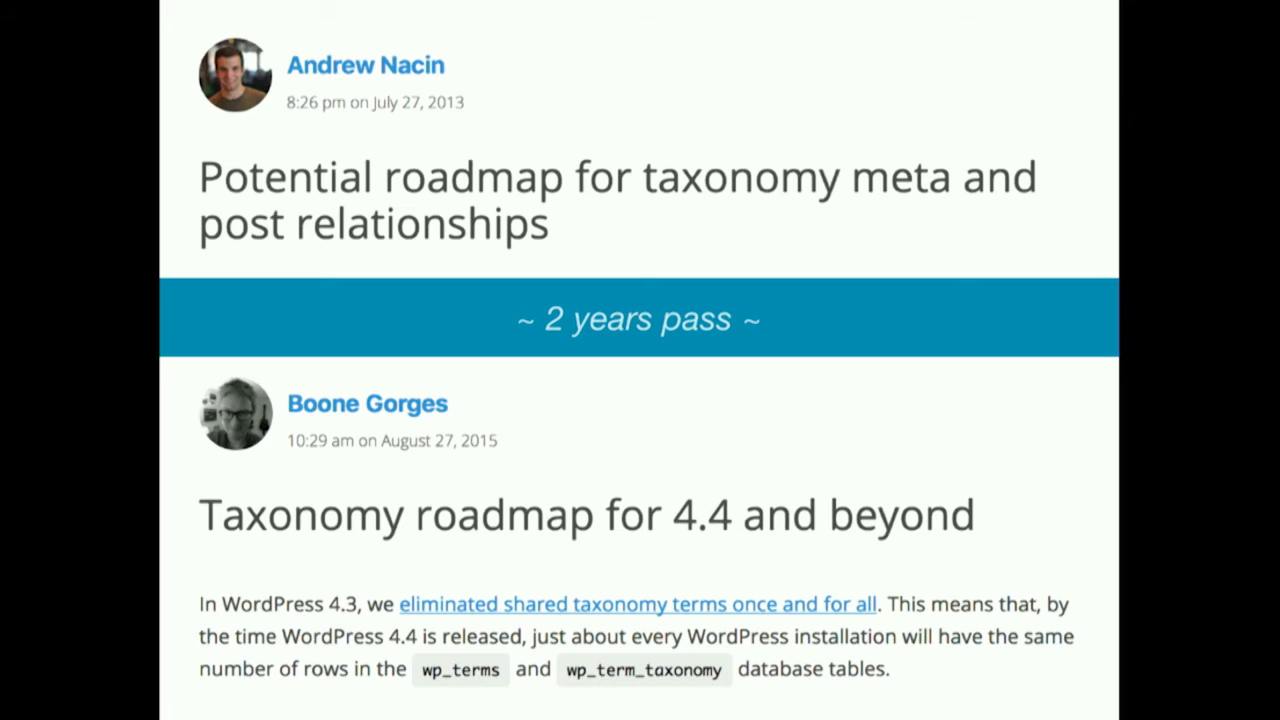 Andrew Nacin
8:26 pm on July 27, 2013
Potential roadmap for taxonomy meta and
post relationships
~ 2 years pass ~
Boone Gorges
10:29 am on August 27, 2015
Taxonomy roadmap for 4.4 and beyond
In WordPress 4.3, we eliminated shared taxonomy terms once and for all. This means that, by
the time WordPress 4.4 is released, just about every WordPress installation will have the same
number of rows in the wp_terms and wp_term_taxonomy database tables.